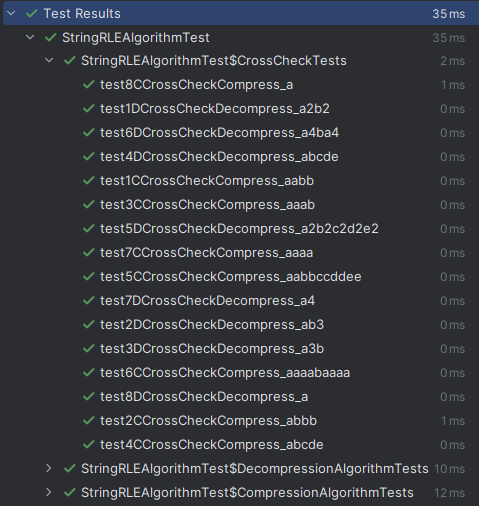 Test Results 35 ms
StringRLEAlgorithmTest 35 ms
StringRLEAlgorithmTest$CrossCheckTests 2 ms
test8CCrossCheckCompress_a 1 ms
test1DCrossCheckDecompress_a2b2 0 ms
test6DCrossCheckDecompress_a4ba4 0 ms
test4DCrossCheckDecompress_abcde 0 ms
test1CCrossCheckCompress_aabb 0 ms
test3CCrossCheckCompress_aaab 0 ms
test5DCrossCheckDecompress_a2b2c2d2e2 0 ms
test7CCrossCheckCompress_aaaa 0 ms
test5CCrossCheckCompress_aabbccddee 0 ms
test7DCrossCheckDecompress_a4 0 ms
test2DCrossCheckDecompress_ab3 0 ms
test3DCrossCheckDecompress_a3b 0 ms
test6CCrossCheckCompress_aaaabaaaa 0 ms
test8DCrossCheckDecompress_a 0 ms
test2CCrossCheckCompress_abbb 1 ms
test4CCrossCheckCompress_abcde 0 ms
StringRLEAlgorithmTest$DecompressionAlgorithmTests 10 ms
StringRLEAlgorithmTest$CompressionAlgorithmTests 12 ms